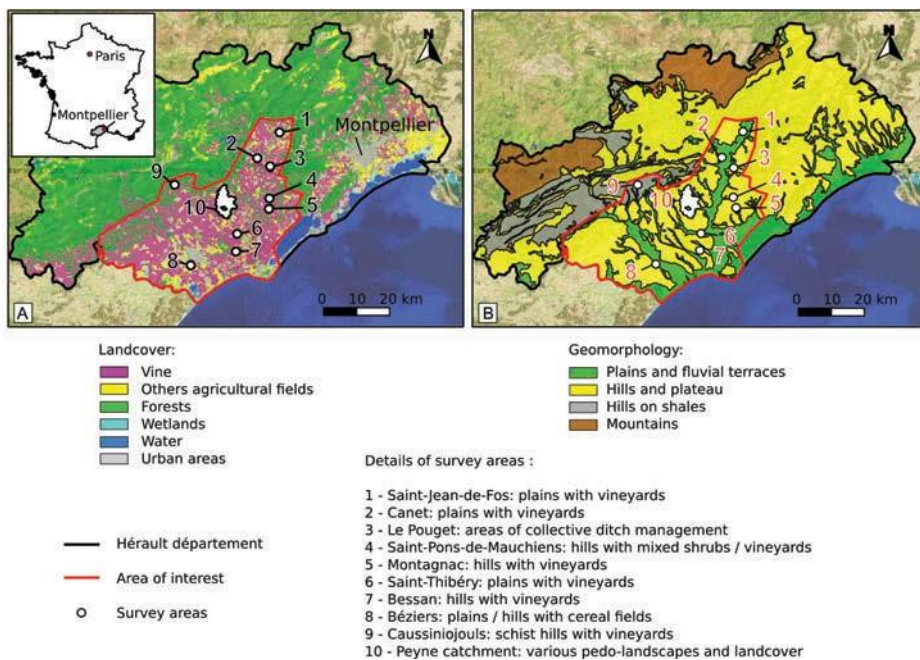 Paris
Montpellier
N
1
2
Montpellier
3
9
4
10
5
6
7
8
A
0 10 20 km
N
1
2
3
4
9
10
5
6
7
8
B
0 10 20 km
Landcover:
Vine
Others agricultural fields
Forests
Wetlands
Water
Urban areas
Geomorphology:
Plains and fluvial terraces
Hills and plateau
Hills on shales
Mountains
Hérault département
Area of interest
Survey areas
Details of survey areas :
1 - Saint-Jean-de-Fos: plains with vineyards
2 - Canet: plains with vineyards
3 - Le Pouget: areas of collective ditch management
4 - Saint-Pons-de-Mauchiens: hills with mixed shrubs / vineyards
5 - Montagnac: hills with vineyards
6 - Saint-Thibéry: plains with vineyards
7 - Bessan: hills with vineyards
8 - Béziers: plains / hills with cereal fields
9 - Caussiniojouls: schist hills with vineyards
10 - Peyne catchment: various pedo-landscapes and landcover